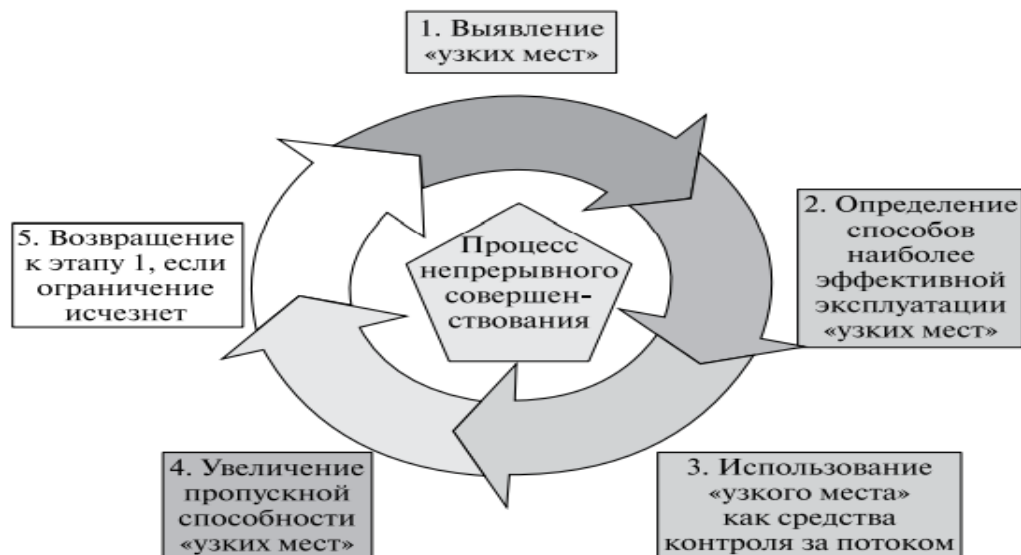 1. Выявление
«узких мест»
2. Определение
способов
наиболее
эффективной
эксплуатации
«узких мест»
3. Использование
«узкого места»
как средства
контроля за потоком
4. Увеличение
пропускной
способности
«узких мест»
5. Возвращение
к этапу 1, если
ограничение
исчезнет
Процесс
непрерывного
совершен-
ствования